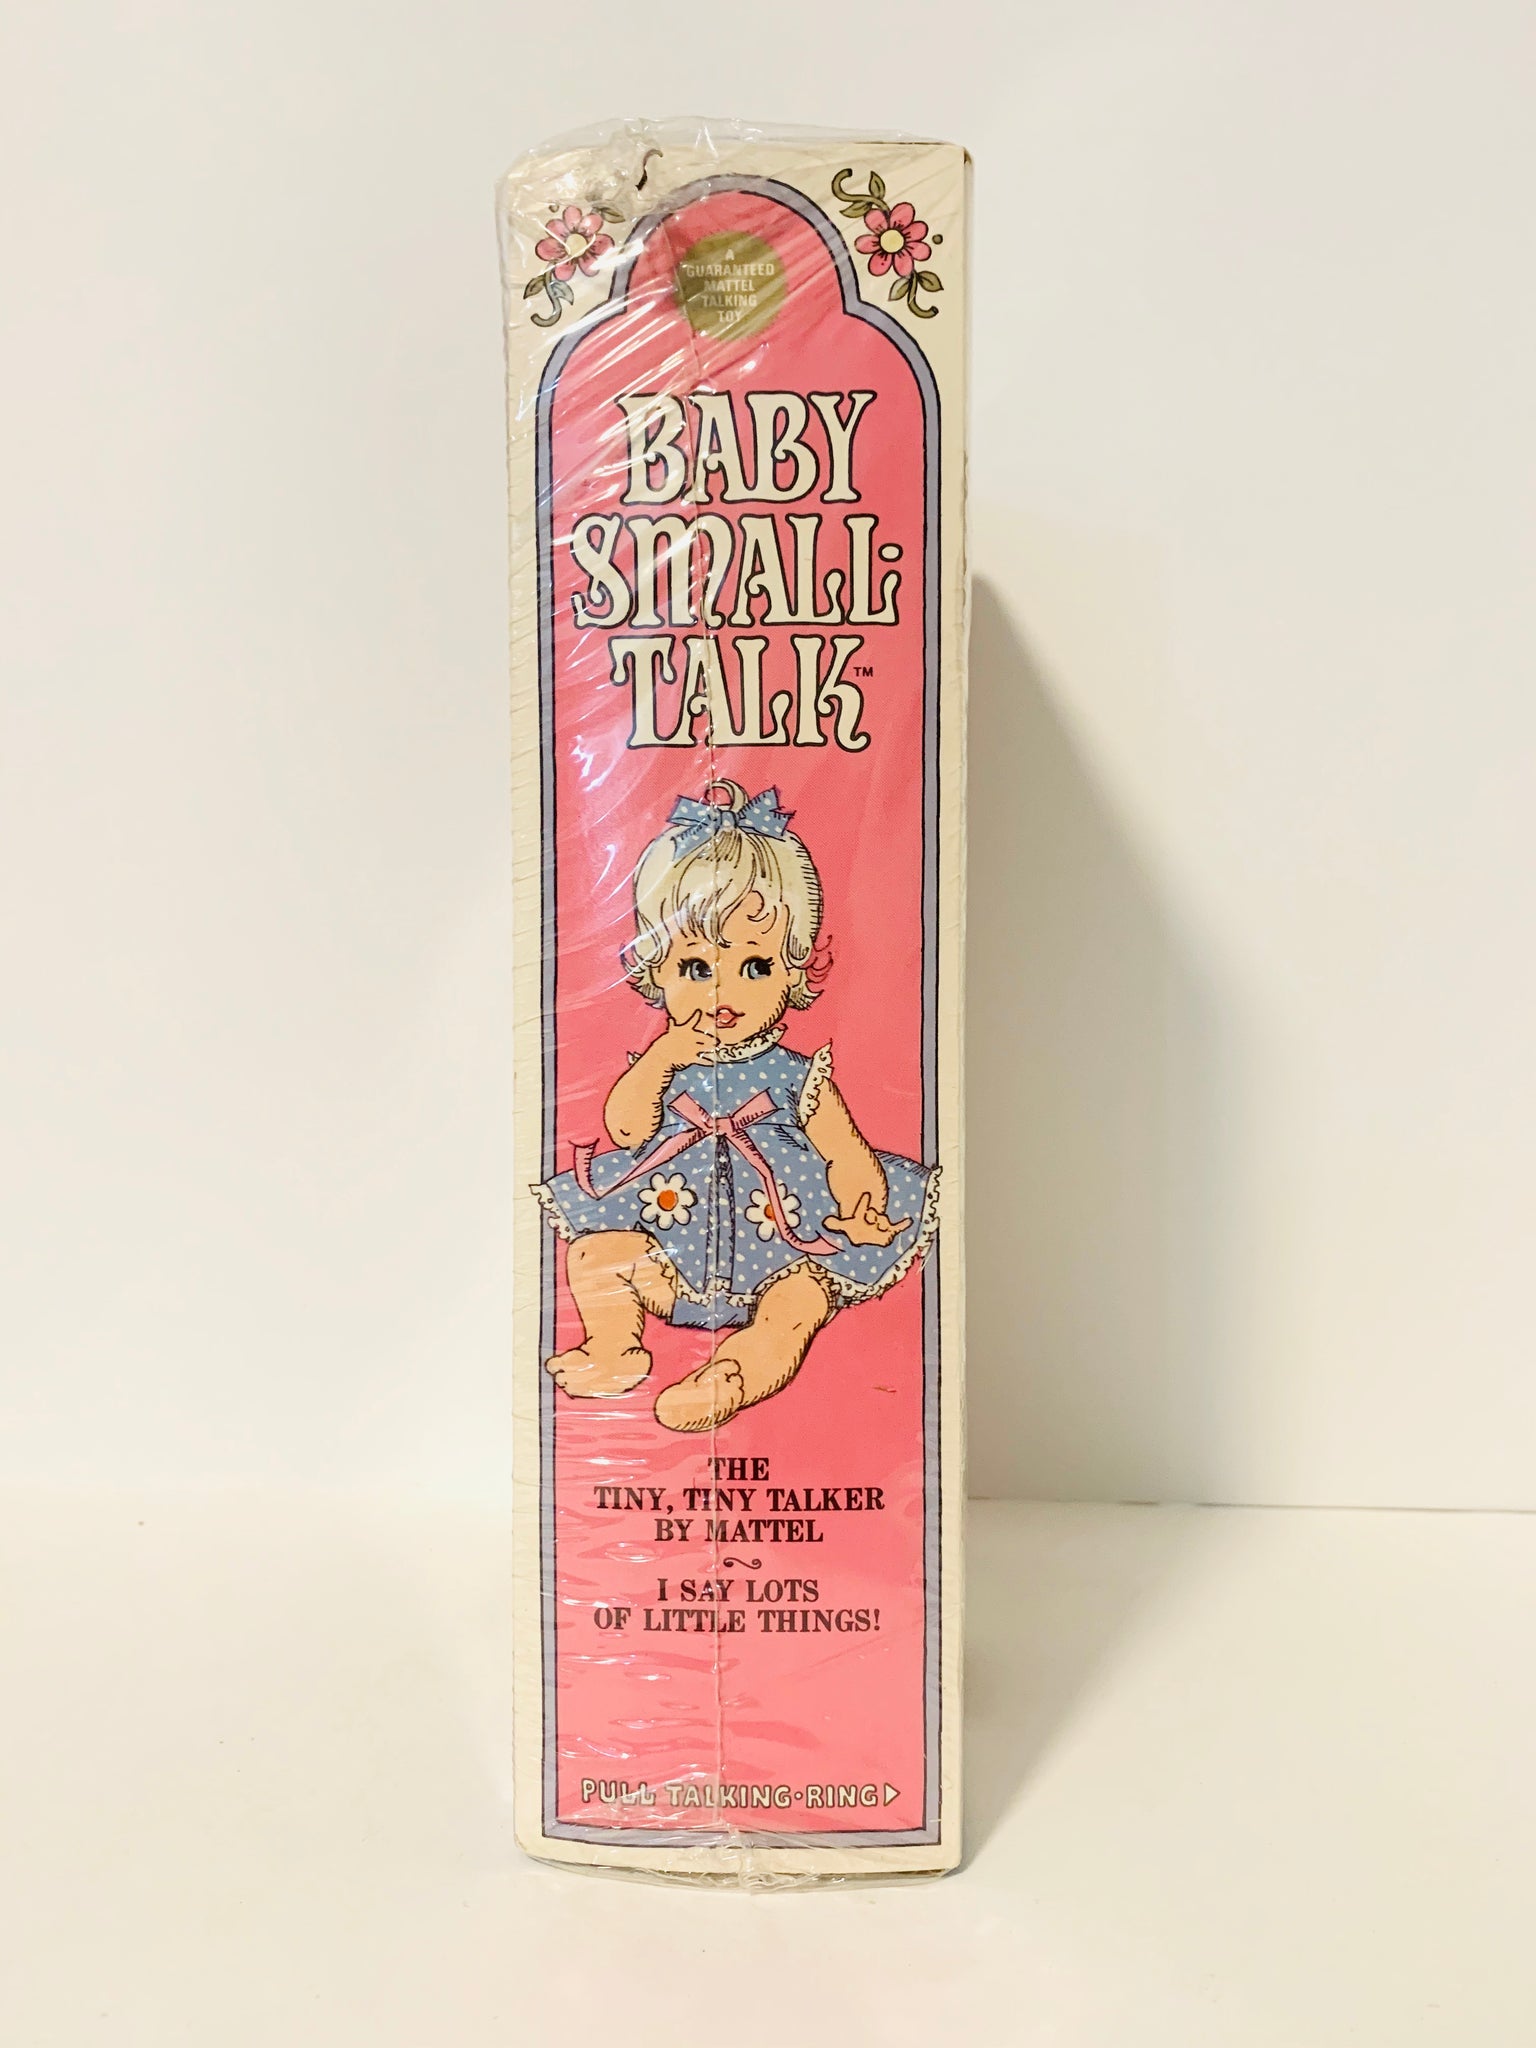 A
GUARANTEED
MATTEL
TALKING
TOY
BABY
SMALL-
TALK™
THE
TINY, TINY TALKER
BY MATTEL
I SAY LOTS
OF LITTLE THINGS!
PULL TALKING·RING▶